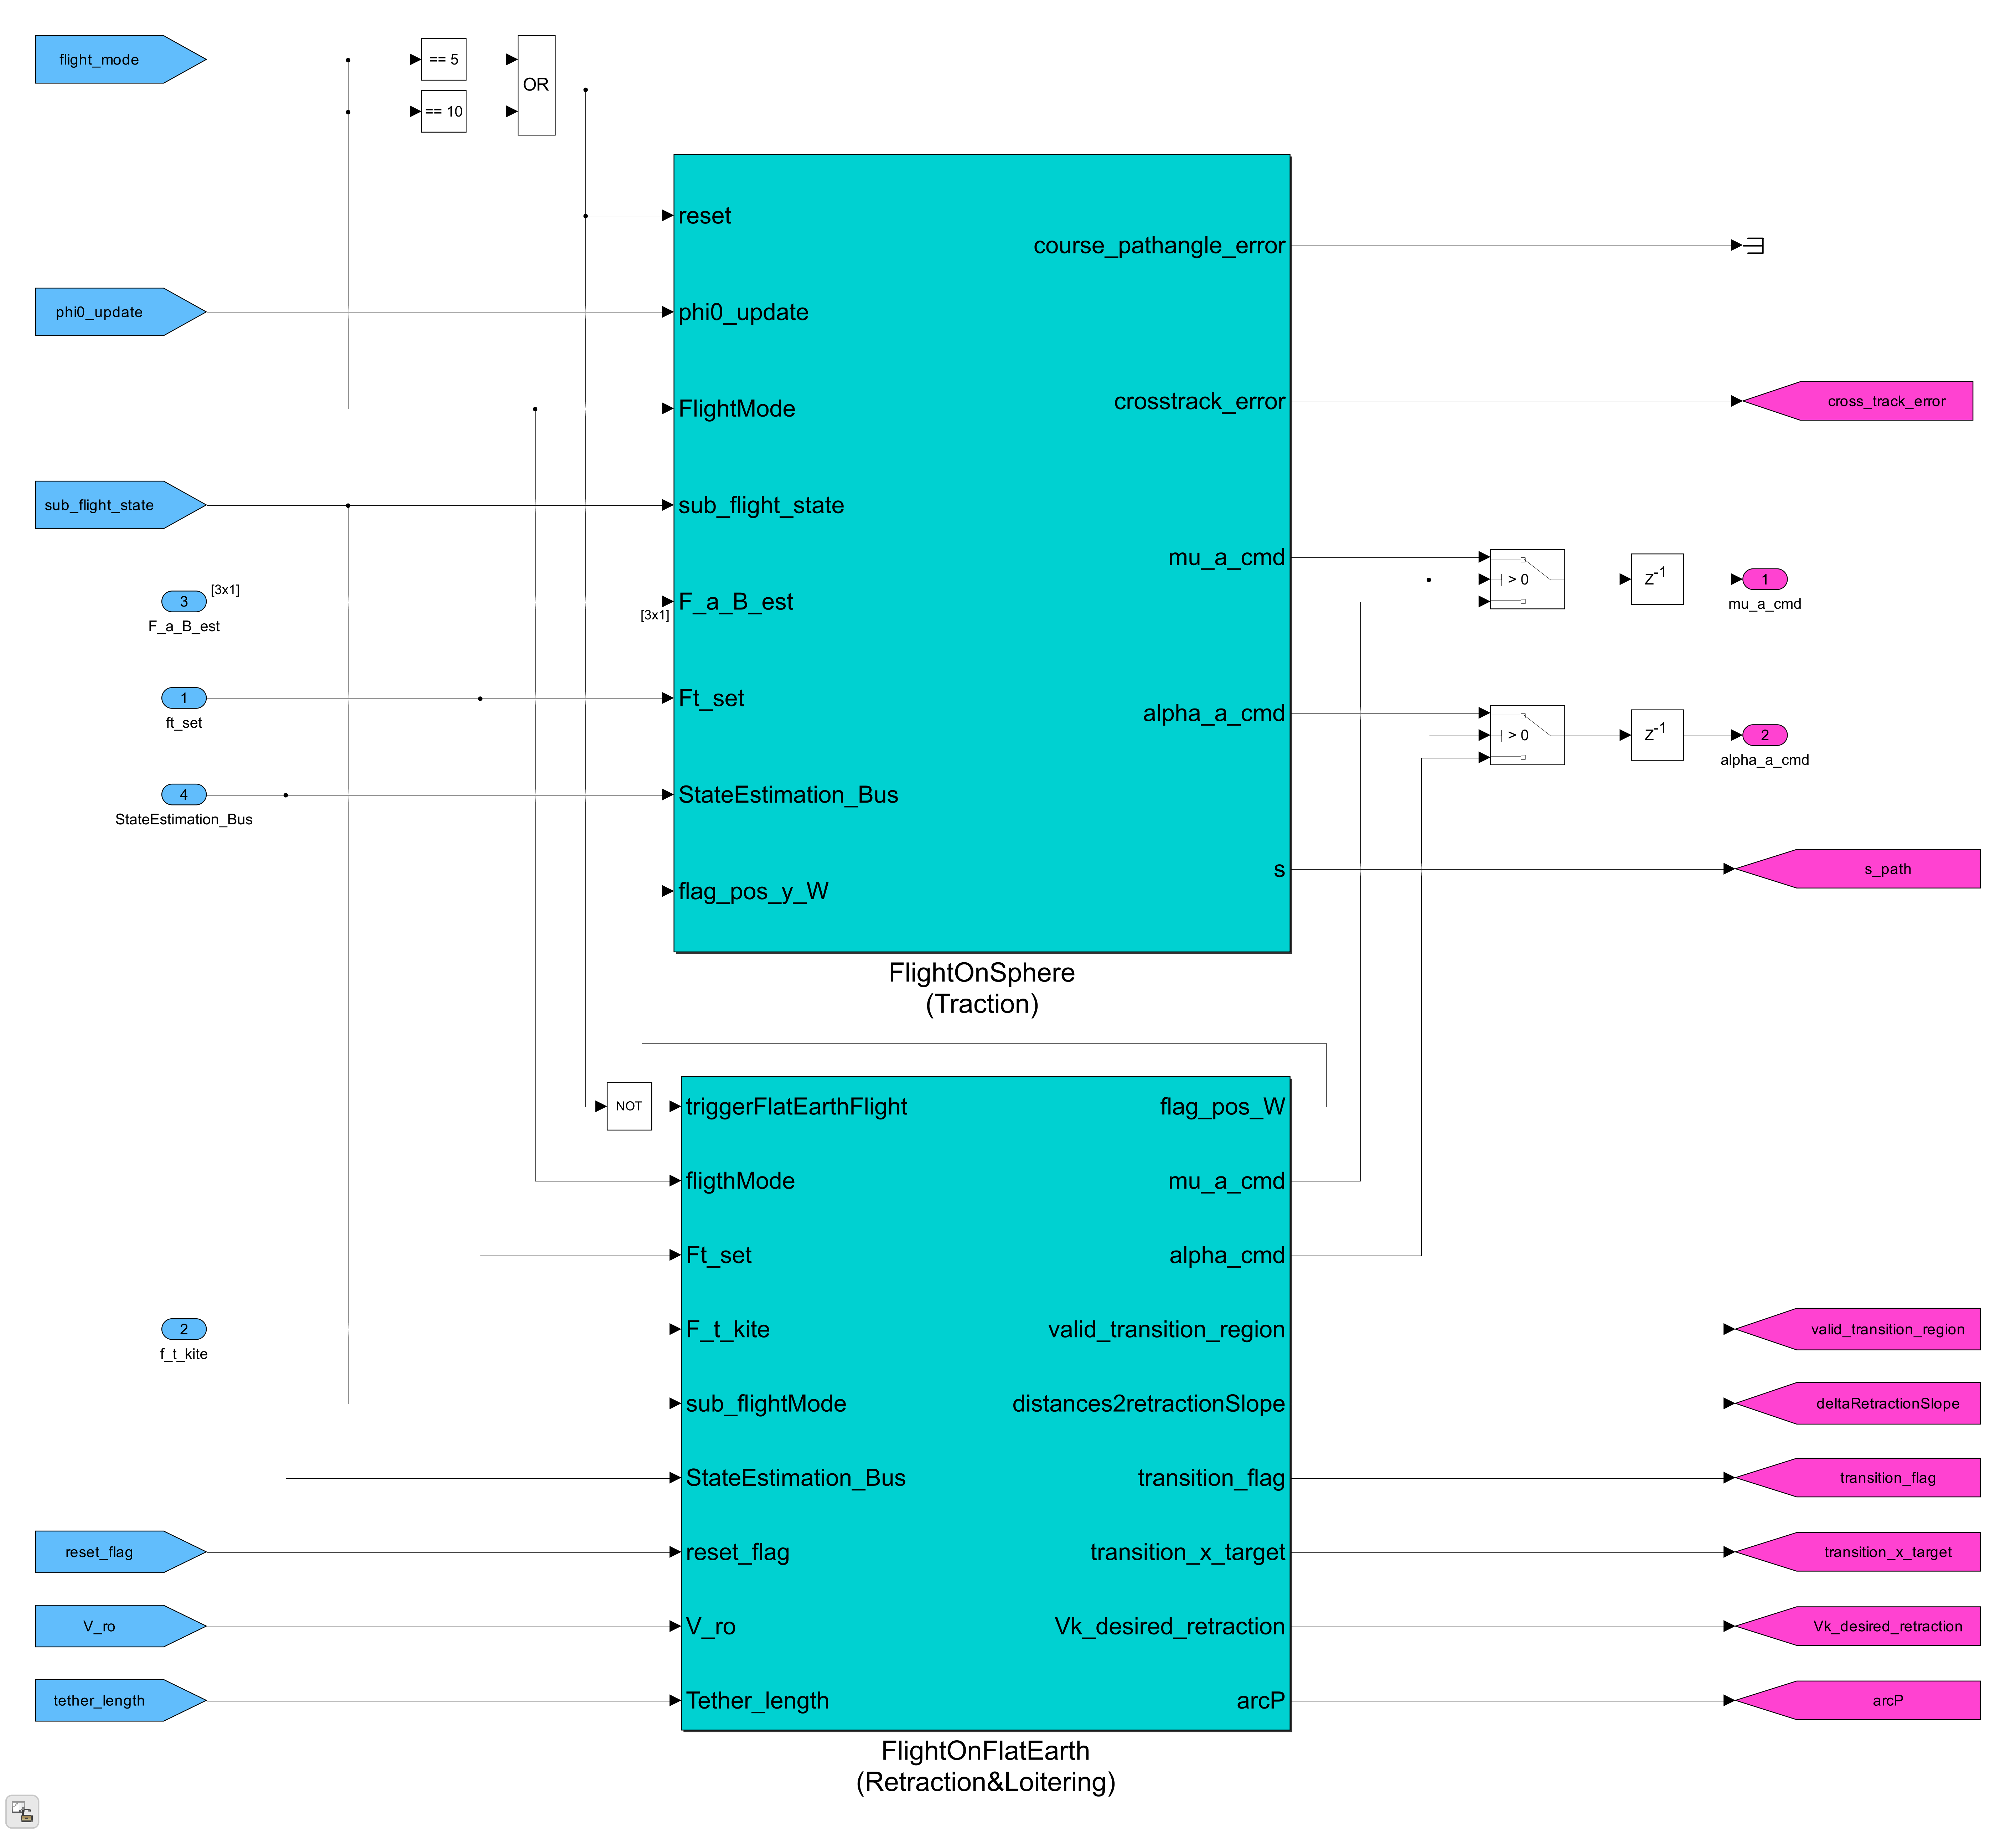 flight_mode
== 5
== 10
OR
reset
course_pathangle_error
phi0_update
phi0_update
FlightMode
crosstrack_error
cross_track_error
sub_flight_state
sub_flight_state
mu_a_cmd
> 0
z-1
1
mu_a_cmd
3
[3x1]
F_a_B_est
[3x1]
F_a_B_est
1
ft_set
Ft_set
alpha_a_cmd
> 0
z-1
2
alpha_a_cmd
4
StateEstimation_Bus
StateEstimation_Bus
s
s_path
flag_pos_y_W
FlightOnSphere
(Traction)
NOT
triggerFlatEarthFlight
flag_pos_W
fligthMode
mu_a_cmd
Ft_set
alpha_cmd
2
f_t_kite
F_t_kite
valid_transition_region
valid_transition_region
sub_flightMode
distances2retractionSlope
deltaRetractionSlope
StateEstimation_Bus
transition_flag
transition_flag
reset_flag
reset_flag
transition_x_target
transition_x_target
V_ro
V_ro
Vk_desired_retraction
Vk_desired_retraction
tether_length
Tether_length
arcP
arcP
FlightOnFlatEarth
(Retraction&Loitering)